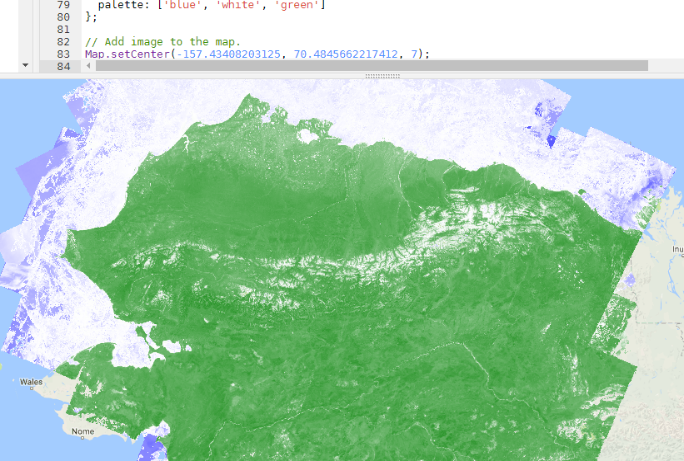 79 palette: ['blue', 'white', 'green']
80 };
81
82 // Add image to the map.
83 Map.setCenter(-157.43408203125, 70.4845662217412, 7);
84
Inu
Wales
Nome